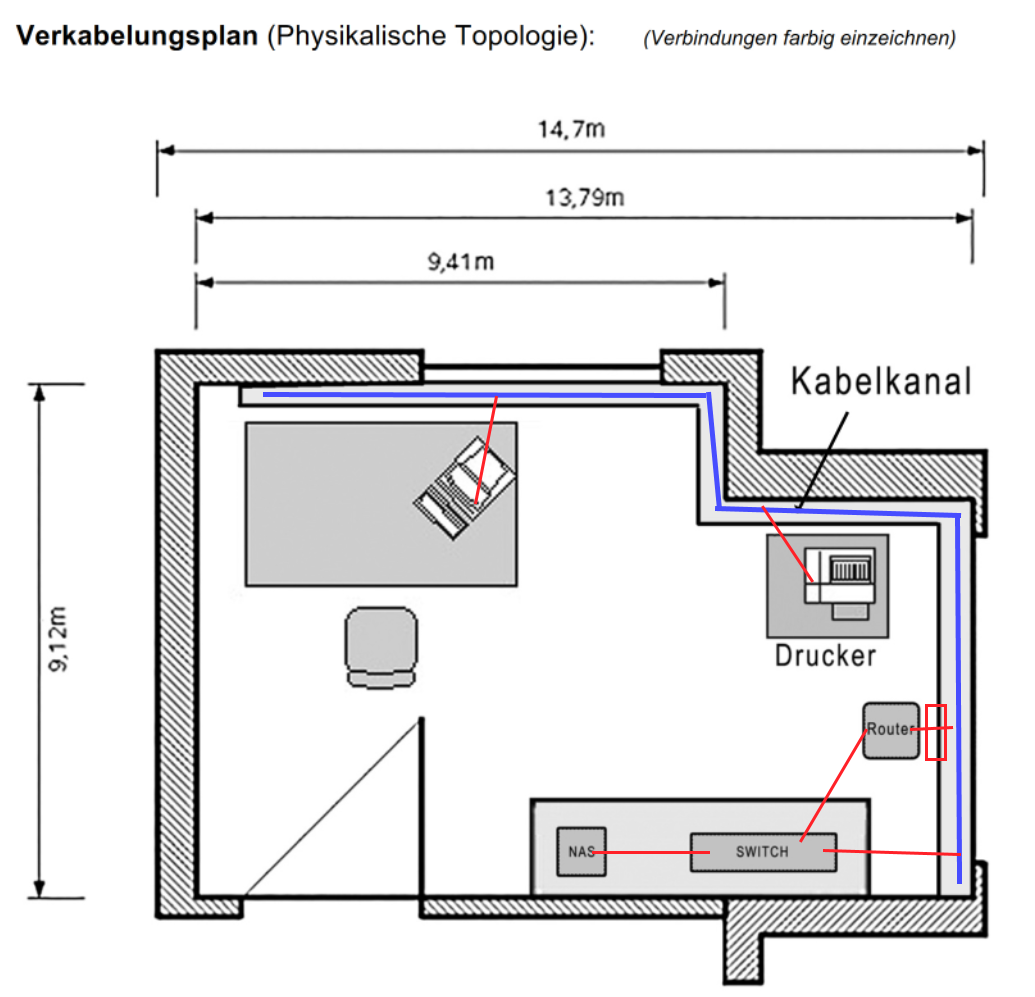 Verkabelungsplan (Physikalische Topologie): (Verbindungen farbig einzeichnen)
14,7m
13,79m
9,41m
Kabelkanal
9,12m
Drucker
Router
NAS
SWITCH